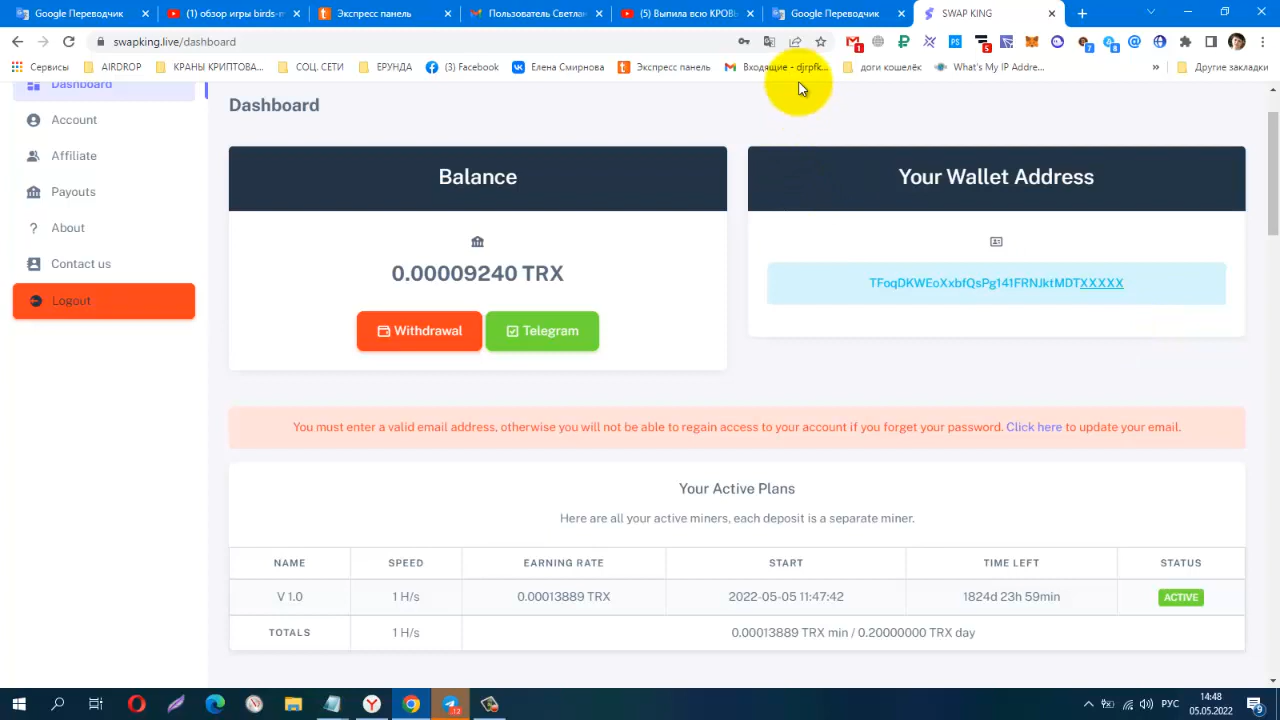 Google Переводчик
(1) обзор игры birds-m
Экспресс панель
Пользователь Светлан
(5) Выпила всю КРОВЬ
Google Переводчик
SWAP KING
swapking.live/dashboard
Сервисы
AIRDROP
КРАНЫ КРИПТОВА...
СОЦ. СЕТИ
ЕРУНДА
(3) Facebook
Елена Смирнова
Экспресс панель
Входящие - djrpfk...
доги кошелёк
What's My IP Addre...
»
Другие закладки
Dashboard
Account
Affiliate
Payouts
About
Contact us
Logout
Dashboard
Balance
0.00009240 TRX
Withdrawal
Telegram
Your Wallet Address
TFoqDKWEoXxbfQsPg141FRNJktMDTXXXXX
You must enter a valid email address, otherwise you will not be able to regain access to your account if you forget your password. Click here to update your email.
Your Active Plans
Here are all your active miners, each deposit is a separate miner.
NAME SPEED EARNING RATE START TIME LEFT STATUS
V 1.0 1 H/s 0.00013889 TRX 2022-05-05 11:47:42 1824d 23h 59min ACTIVE
TOTALS 1 H/s 0.00013889 TRX min / 0.20000000 TRX day
РУС
14:48
05.05.2022